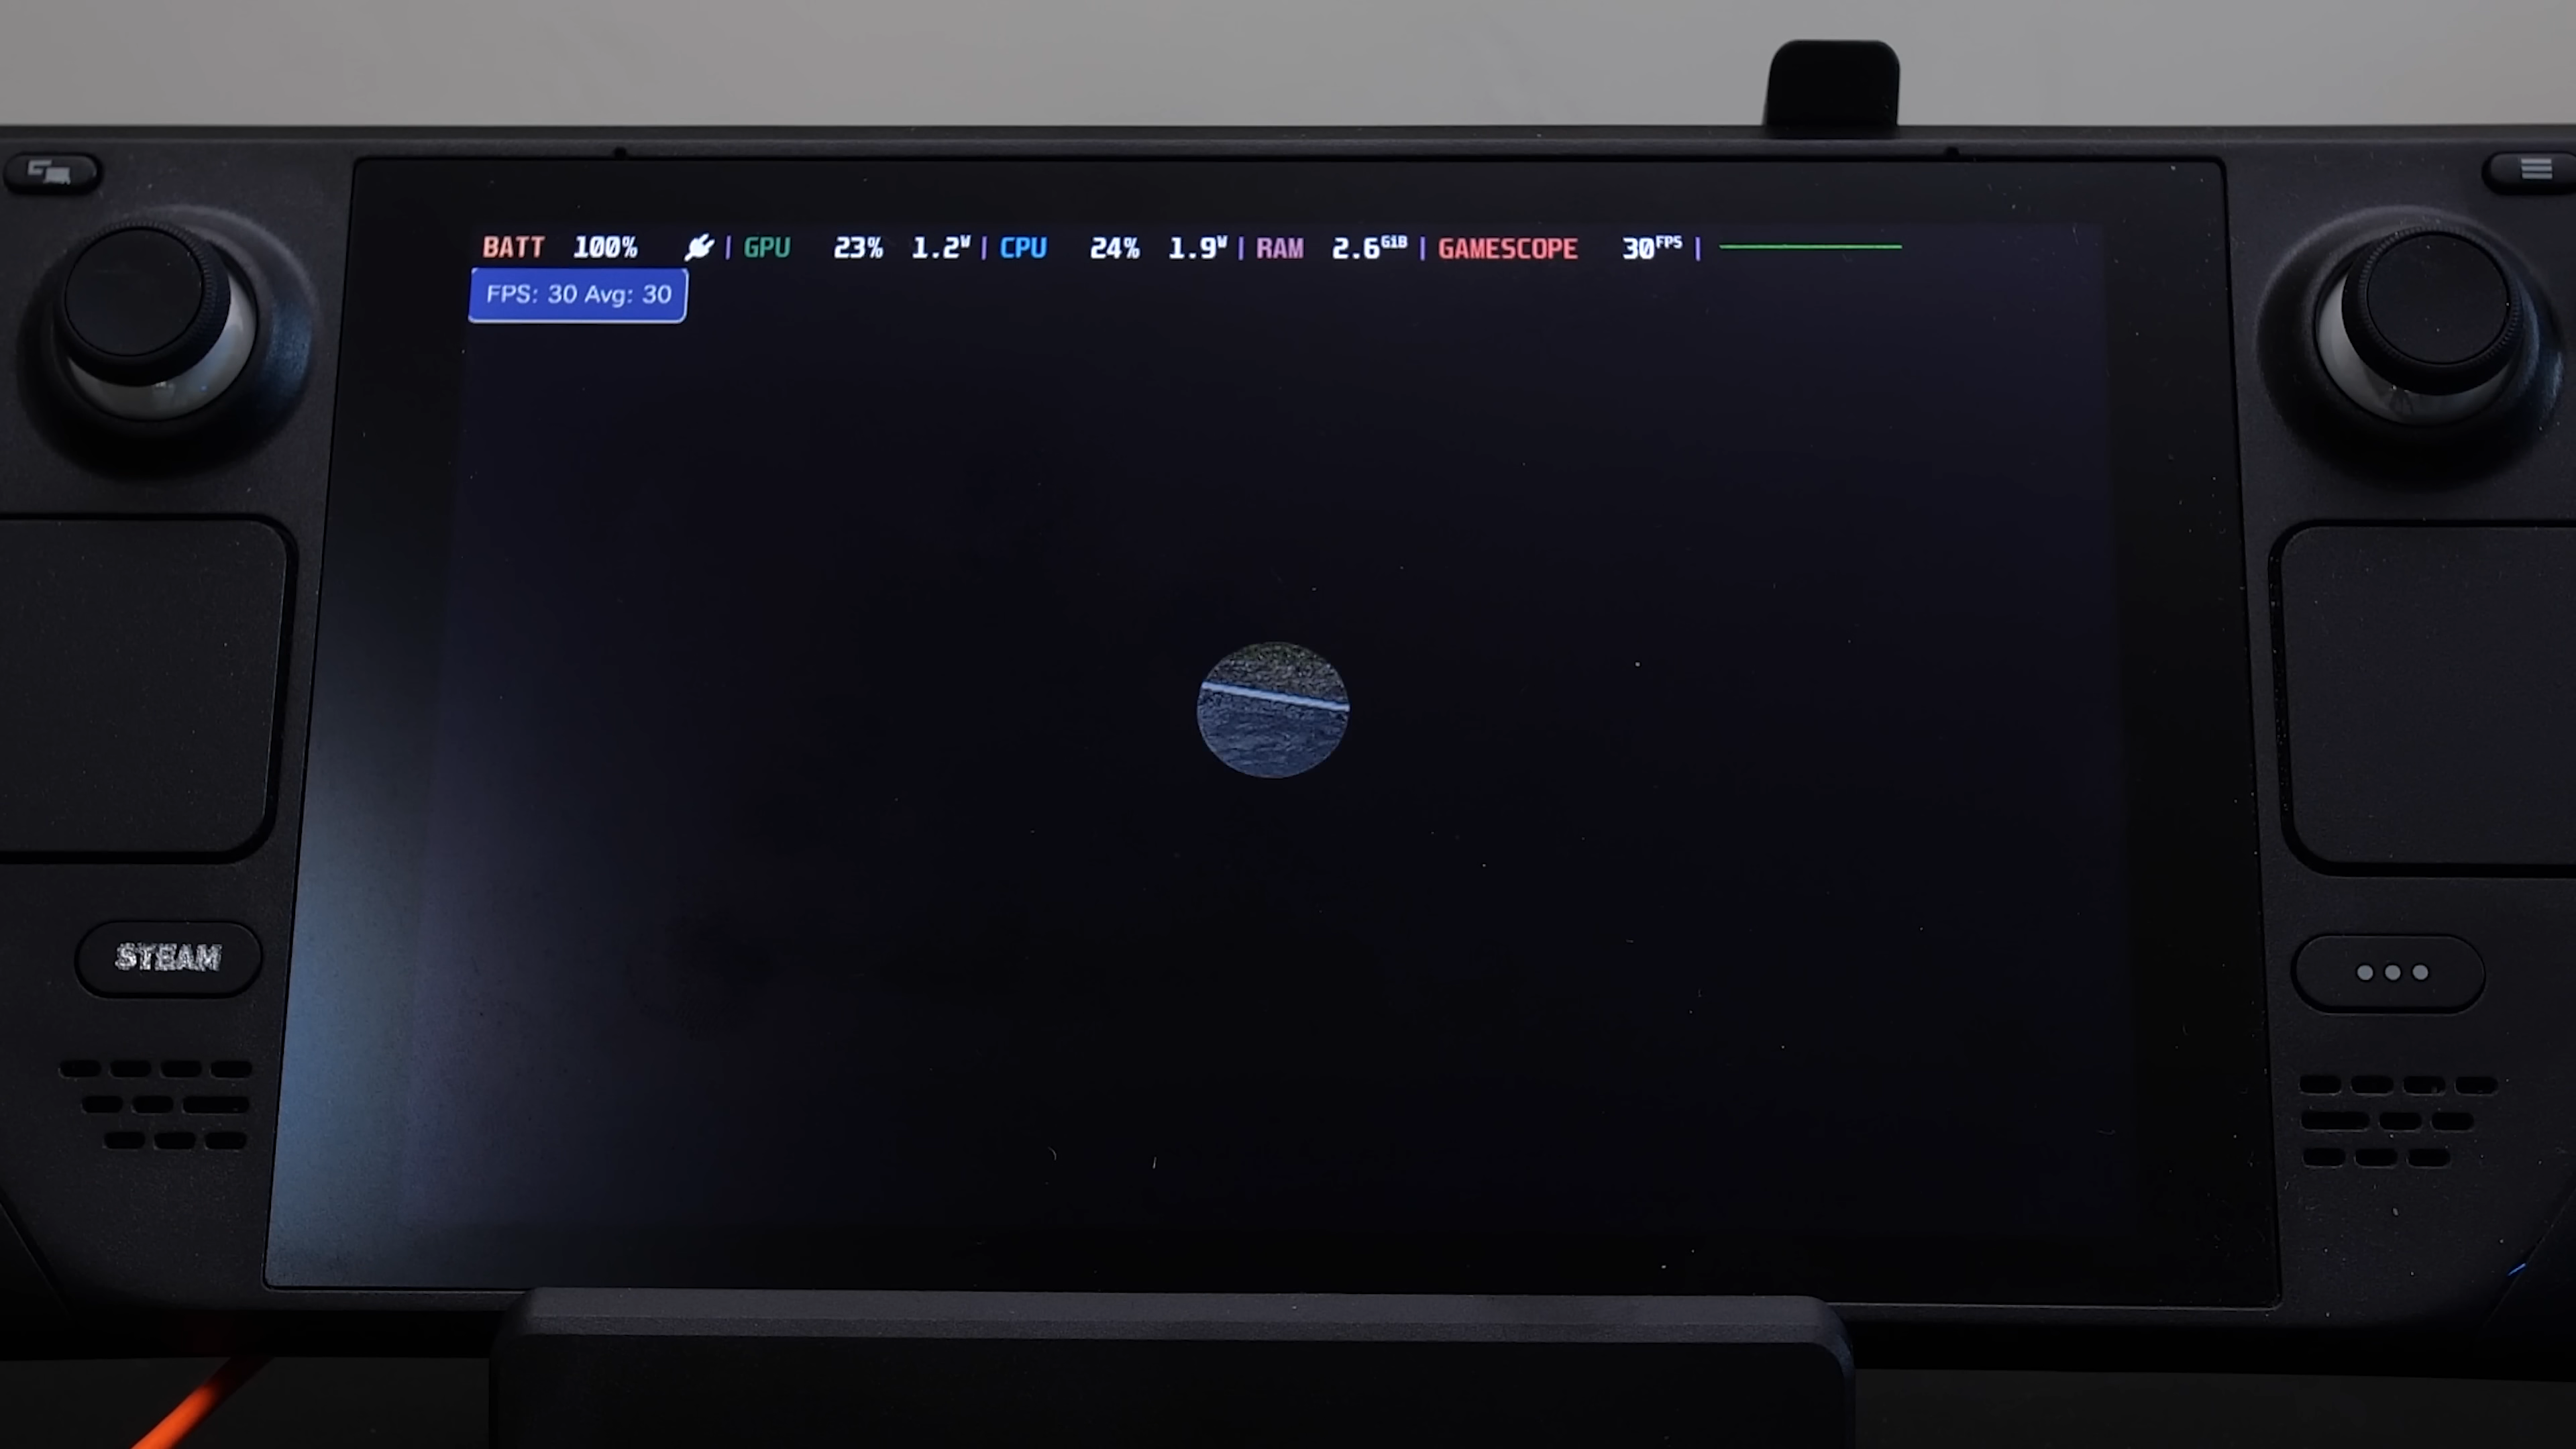 BATT 100% | GPU 23% 1.2W | CPU 24% 1.9W | RAM 2.6GiB | GAMESCOPE 30FPS |
FPS: 30 Avg: 30
STEAM